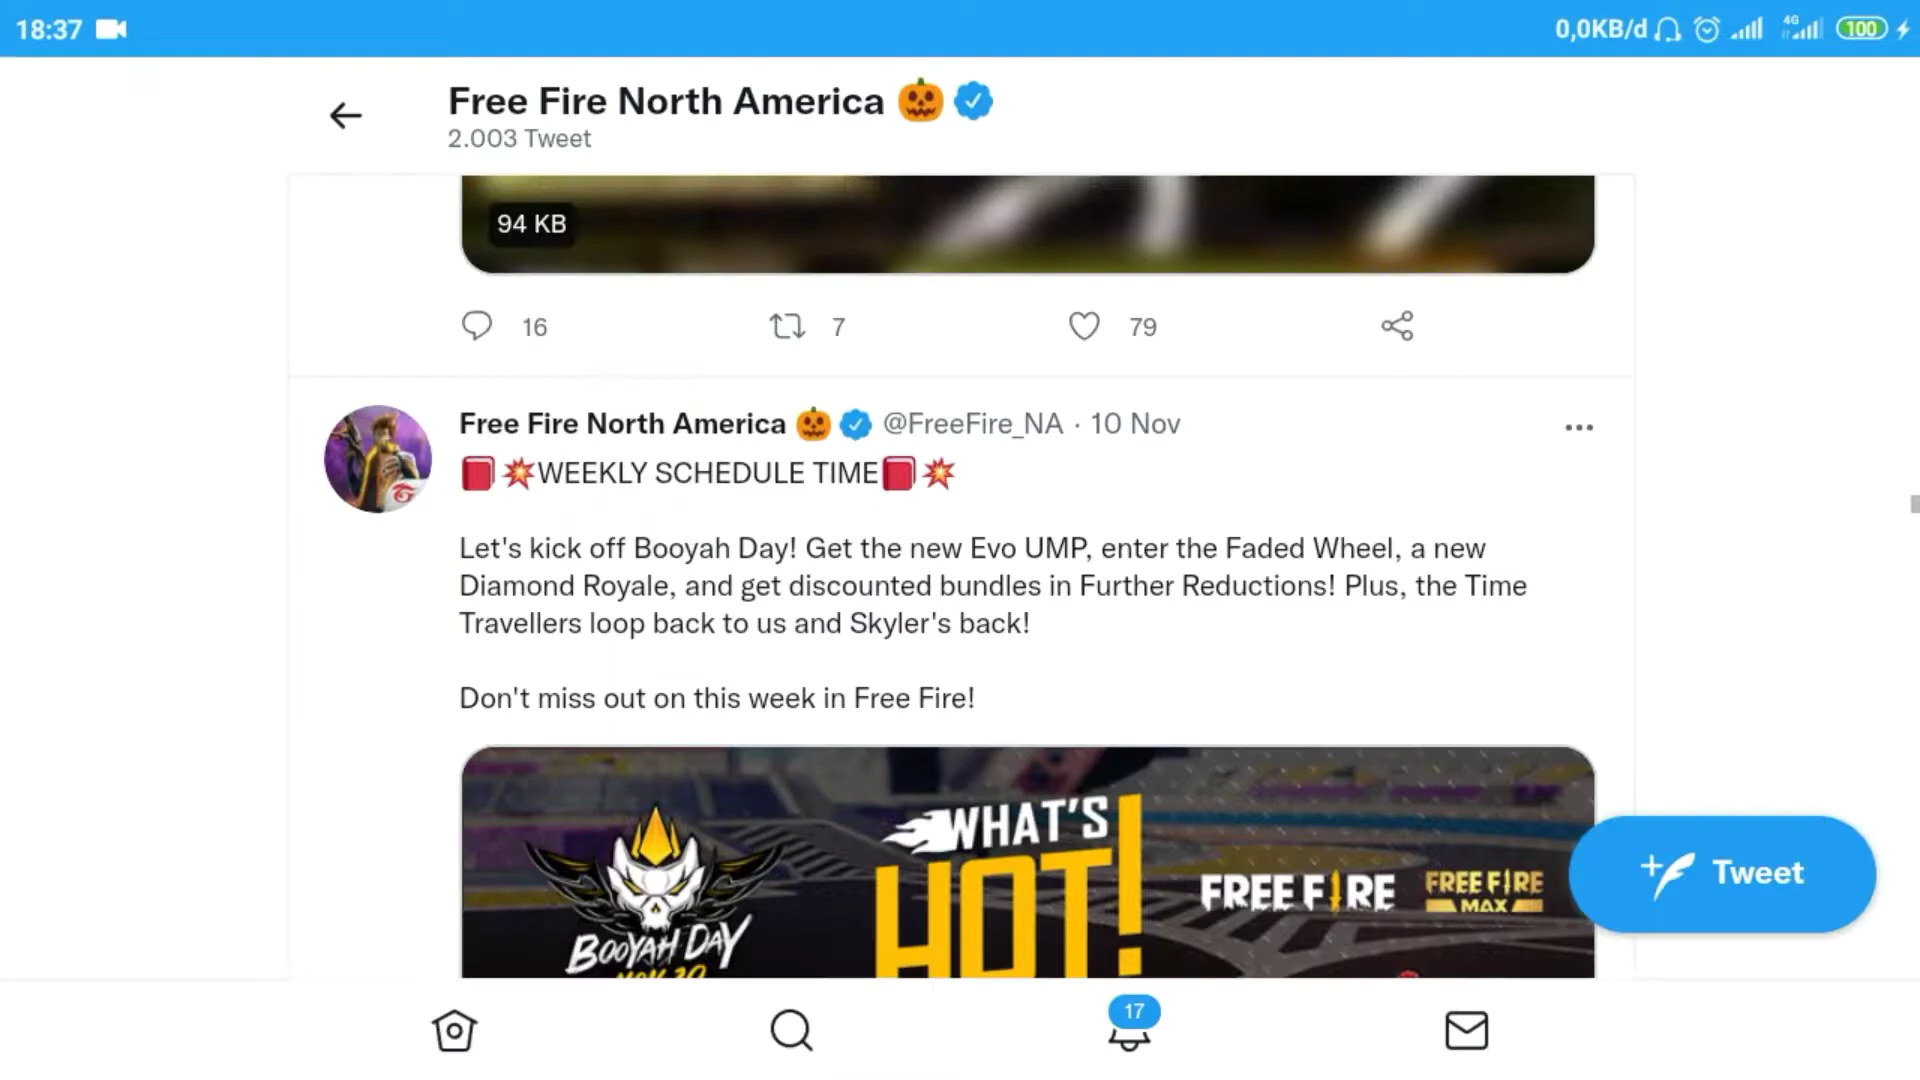 18:37
0,0KB/d 4G 100
Free Fire North America
2.003 Tweet
94 KB
16 7 79
Free Fire North America @FreeFire_NA · 10 Nov
WEEKLY SCHEDULE TIME
Let's kick off Booyah Day! Get the new Evo UMP, enter the Faded Wheel, a new
Diamond Royale, and get discounted bundles in Further Reductions! Plus, the Time
Travellers loop back to us and Skyler's back!
Don't miss out on this week in Free Fire!
WHAT'S
HOT!
BOOYAH DAY
NOV 20
FREE FIRE
FREE FIRE
MAX
Tweet
17